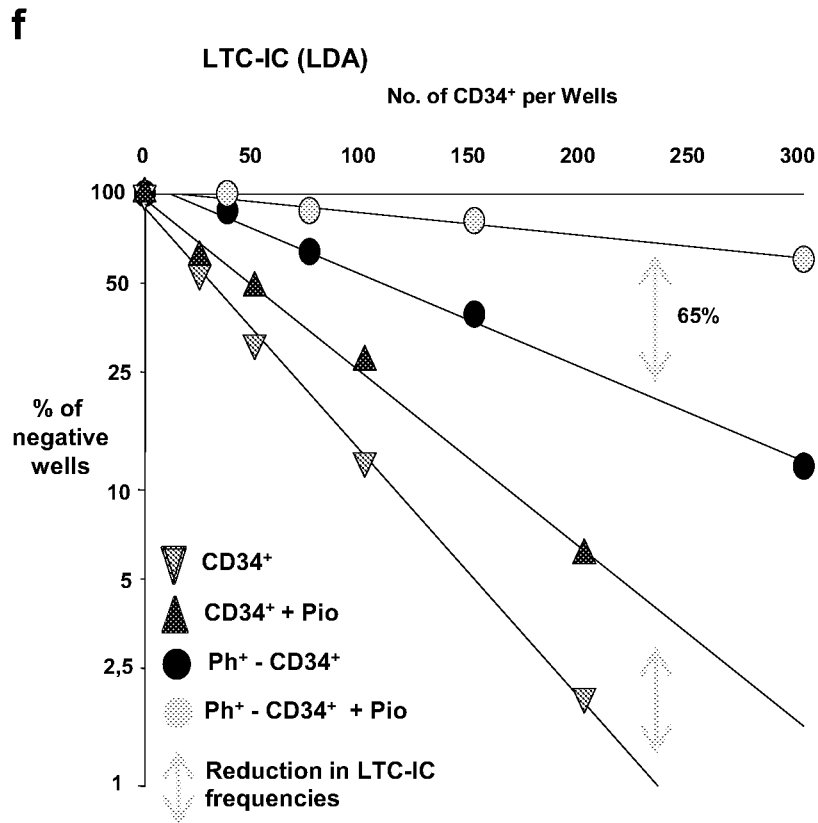 f
LTC-IC (LDA)
No. of CD34⁺ per Wells
0 50 100 150 200 250 300
100
50
65%
25
% of
negative
wells
10
CD34⁺
5
CD34⁺ + Pio
Ph⁺ - CD34⁺
2,5
Ph⁺ - CD34⁺ + Pio
Reduction in LTC-IC
1
frequencies